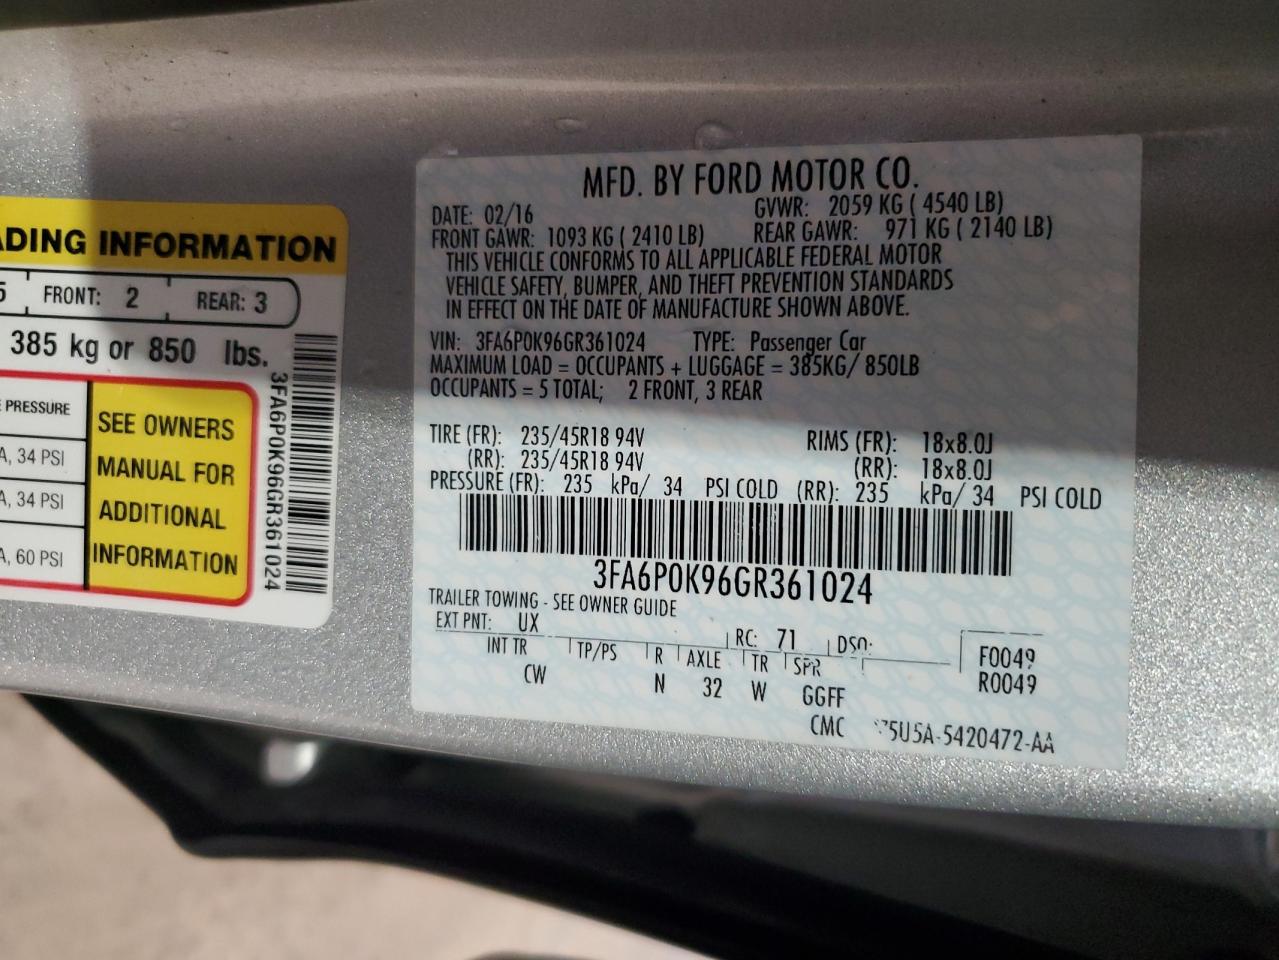 MFD. BY FORD MOTOR CO.
DATE: 02/16 GVWR: 2059 KG ( 4540 LB)
FRONT GAWR: 1093 KG ( 2410 LB) REAR GAWR: 971 KG ( 2140 LB)
THIS VEHICLE CONFORMS TO ALL APPLICABLE FEDERAL MOTOR
VEHICLE SAFETY, BUMPER, AND THEFT PREVENTION STANDARDS
IN EFFECT ON THE DATE OF MANUFACTURE SHOWN ABOVE.
VIN: 3FA6P0K96GR361024 TYPE: Passenger Car
MAXIMUM LOAD = OCCUPANTS + LUGGAGE = 385KG/ 850LB
OCCUPANTS = 5 TOTAL; 2 FRONT, 3 REAR
TIRE (FR): 235/45R18 94V RIMS (FR): 18x8.0J
(RR): 235/45R18 94V (RR): 18x8.0J
PRESSURE (FR): 235 kPa/ 34 PSI COLD (RR): 235 kPa/ 34 PSI COLD
3FA6P0K96GR361024
TRAILER TOWING - SEE OWNER GUIDE
EXT PNT: UX RC: 71 DSO:
INT TR TP/PS R AXLE TR SPR F0049
CW N 32 W GGFF R0049
CMC 5U5A-5420472-AA
ADING INFORMATION
5 FRONT: 2 REAR: 3
385 kg or 850 lbs.
PRESSURE
A, 34 PSI
A, 34 PSI
A, 60 PSI
SEE OWNERS
MANUAL FOR
ADDITIONAL
INFORMATION
3FA6P0K96GR361024